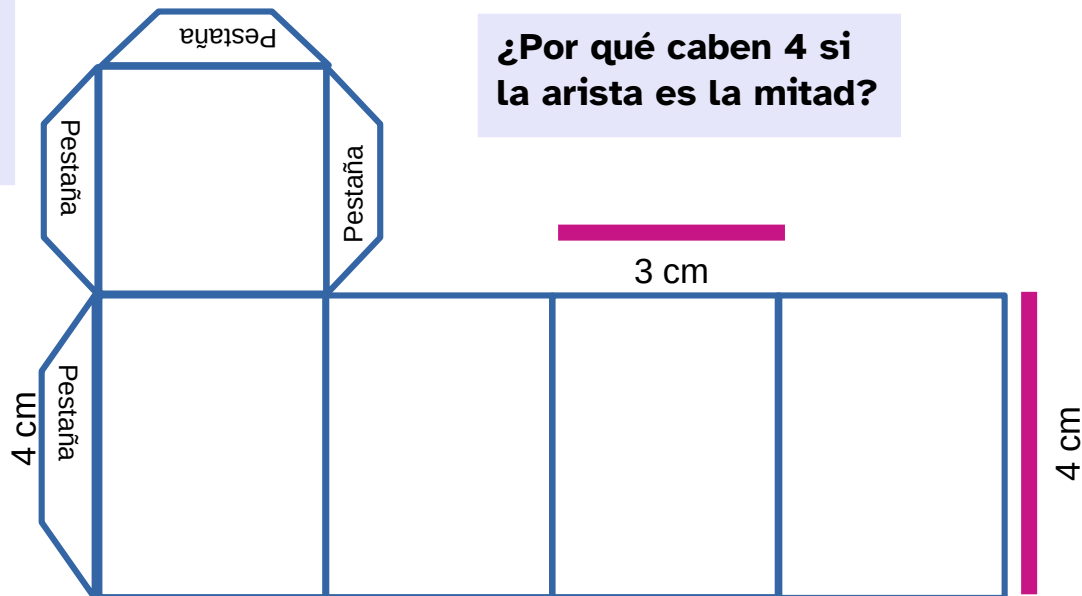 Pestaña
¿Por qué caben 4 si
la arista es la mitad?
Pestaña
Pestaña
3 cm
Pestaña
4 cm
4 cm